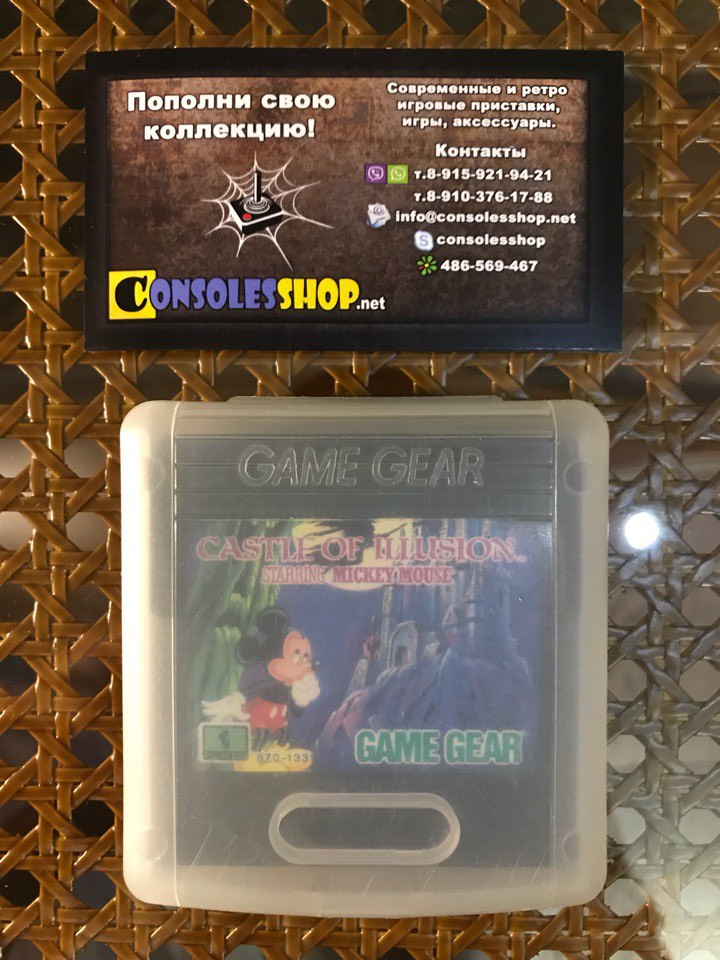 Пополни свою
коллекцию!
CONSOLESSHOP.net
Современные и ретро
игровые приставки,
игры, аксессуары.
Контакты
т.8-915-921-94-21
т.8-910-376-17-88
info@consolesshop.net
consolesshop
486-569-467
GAME GEAR
CASTLE OF ILLUSION
STARRING MICKEY MOUSE
GAME GEAR
670-133